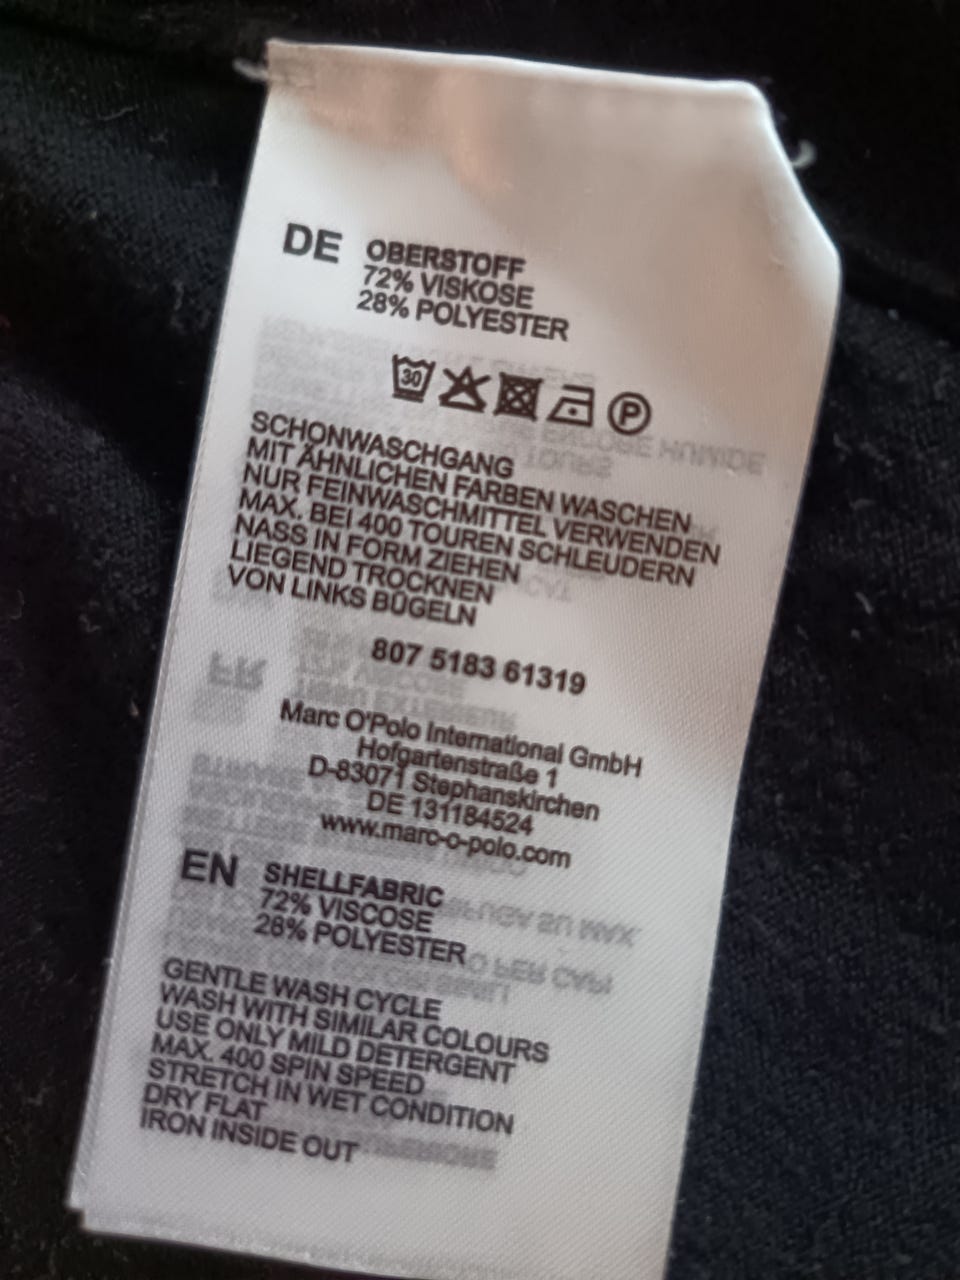 DE OBERSTOFF
72% VISKOSE
28% POLYESTER
30 P
SCHONWASCHGANG
MIT ÄHNLICHEN FARBEN WASCHEN
NUR FEINWASCHMITTEL VERWENDEN
MAX. BEI 400 TOUREN SCHLEUDERN
NASS IN FORM ZIEHEN
LIEGEND TROCKNEN
VON LINKS BÜGELN
807 5183 61319
Marc O'Polo International GmbH
Hofgartenstraße 1
D-83071 Stephanskirchen
DE 131184524
www.marc-o-polo.com
EN SHELLFABRIC
72% VISCOSE
28% POLYESTER
GENTLE WASH CYCLE
WASH WITH SIMILAR COLOURS
USE ONLY MILD DETERGENT
MAX. 400 SPIN SPEED
STRETCH IN WET CONDITION
DRY FLAT
IRON INSIDE OUT